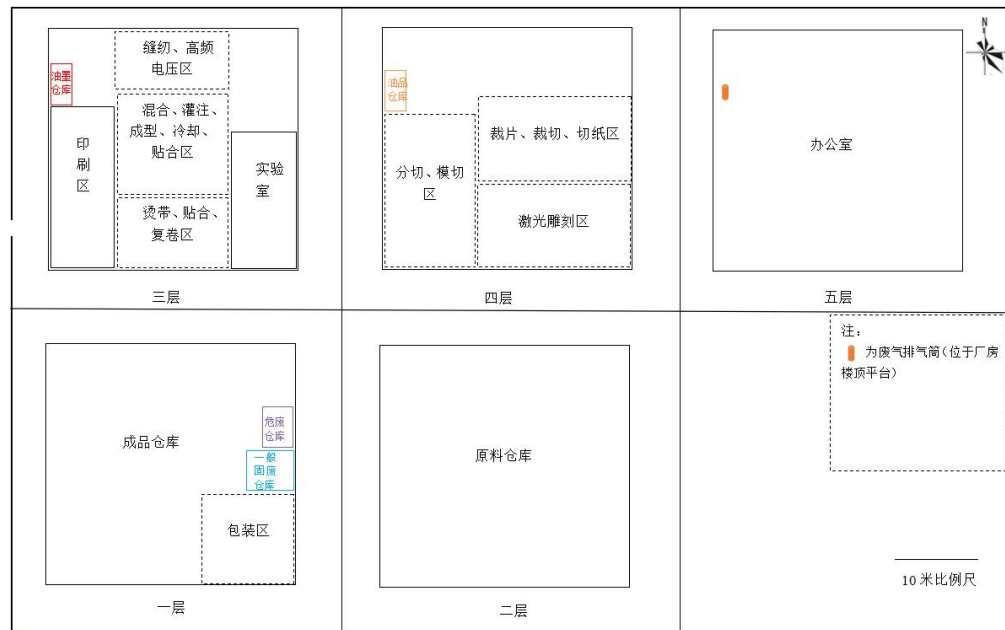 缝纫、高频
电压区
油墨
仓库
混合、灌注、
成型、冷却、
贴合区
印
刷
区
实验
室
烫带、贴合、
复卷区
三层
油品
仓库
裁片、裁切、切纸区
分切、模切
区
激光雕刻区
四层
N
办公室
五层
成品仓库
危废
仓库
一般
固废
仓库
包装区
一层
原料仓库
二层
注：
为废气排气筒（位于厂房
楼顶平台）
10 米比例尺